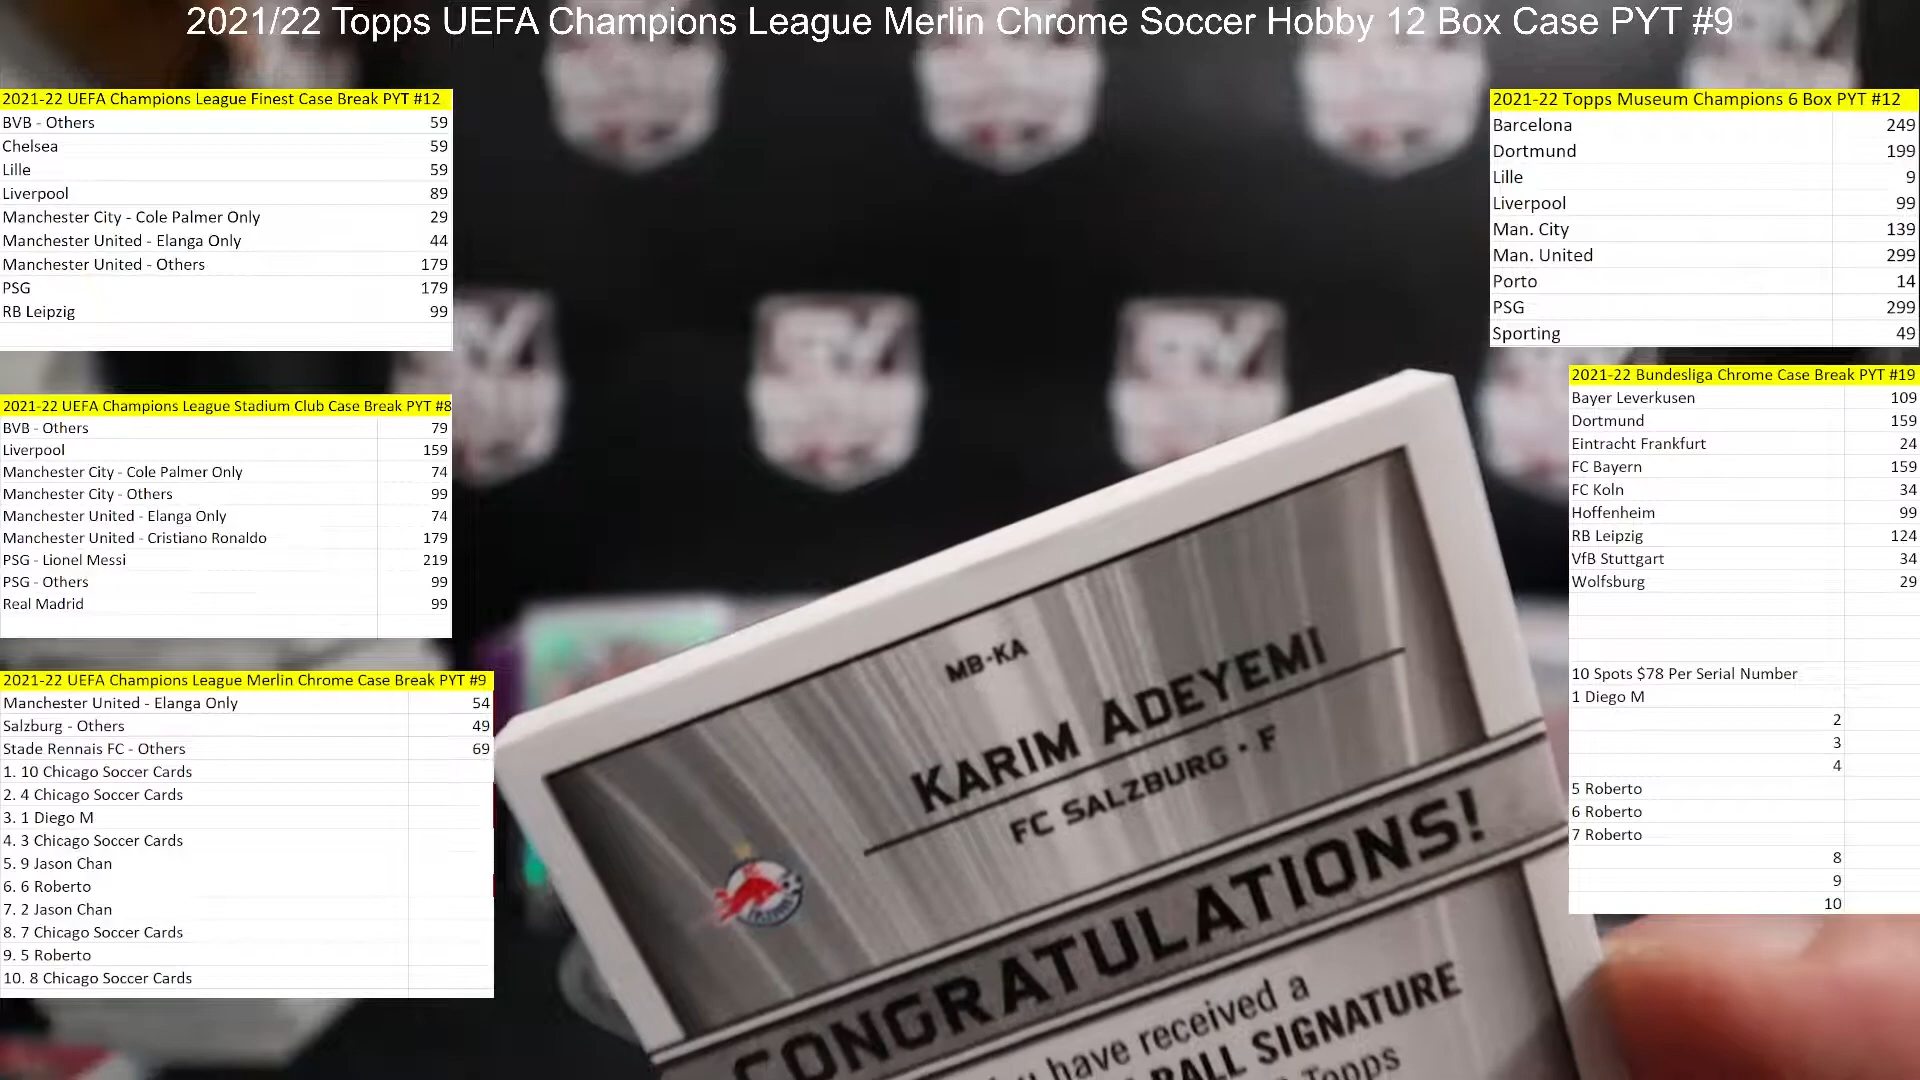 2021/22 Topps UEFA Champions League Merlin Chrome Soccer Hobby 12 Box Case PYT #9
2021-22 UEFA Champions League Finest Case Break PYT #12
BVB - Others 59
Chelsea 59
Lille 59
Liverpool 89
Manchester City - Cole Palmer Only 29
Manchester United - Elanga Only 44
Manchester United - Others 179
PSG 179
RB Leipzig 99
2021-22 UEFA Champions League Stadium Club Case Break PYT #8
BVB - Others 79
Liverpool 159
Manchester City - Cole Palmer Only 74
Manchester City - Others 99
Manchester United - Elanga Only 74
Manchester United - Cristiano Ronaldo 179
PSG - Lionel Messi 219
PSG - Others 99
Real Madrid 99
2021-22 UEFA Champions League Merlin Chrome Case Break PYT #9
Manchester United - Elanga Only 54
Salzburg - Others 49
Stade Rennais FC - Others 69
1. 10 Chicago Soccer Cards
2. 4 Chicago Soccer Cards
3. 1 Diego M
4. 3 Chicago Soccer Cards
5. 9 Jason Chan
6. 6 Roberto
7. 2 Jason Chan
8. 7 Chicago Soccer Cards
9. 5 Roberto
10. 8 Chicago Soccer Cards
2021-22 Topps Museum Champions 6 Box PYT #12
Barcelona 249
Dortmund 199
Lille 9
Liverpool 99
Man. City 139
Man. United 299
Porto 14
PSG 299
Sporting 49
2021-22 Bundesliga Chrome Case Break PYT #19
Bayer Leverkusen 109
Dortmund 159
Eintracht Frankfurt 24
FC Bayern 159
FC Koln 34
Hoffenheim 99
RB Leipzig 124
VfB Stuttgart 34
Wolfsburg 29
10 Spots $78 Per Serial Number
1 Diego M
2
3
4
5 Roberto
6 Roberto
7 Roberto
8
9
10
MB-KA
KARIM ADEYEMI
FC SALZBURG · F
CONGRATULATIONS!
have received a
BALL SIGNATURE
Topps